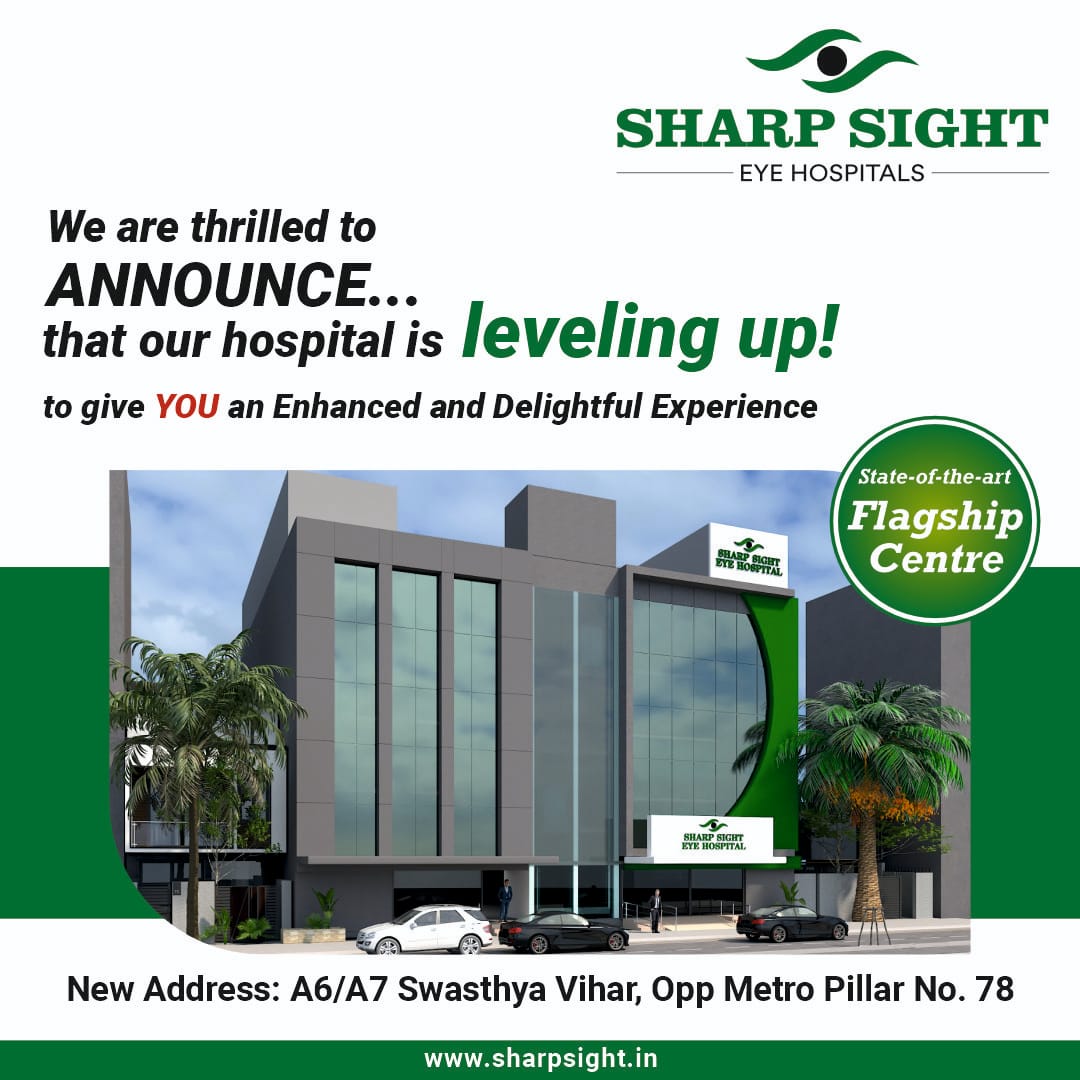 SHARP SIGHT
EYE HOSPITALS
We are thrilled to
ANNOUNCE...
that our hospital is leveling up!
to give YOU an Enhanced and Delightful Experience
State-of-the-art
Flagship
Centre
SHARP SIGHT
EYE HOSPITAL
SHARP SIGHT
EYE HOSPITAL
New Address: A6/A7 Swasthya Vihar, Opp Metro Pillar No. 78
www.sharpsight.in